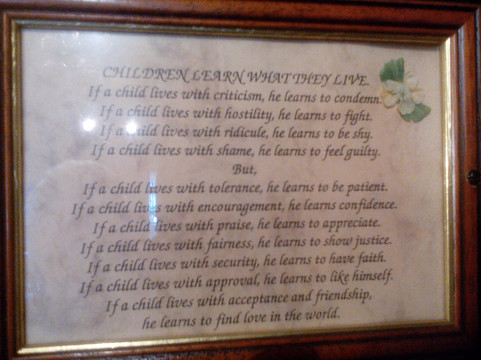 CHILDREN LEARN WHAT THEY LIVE.
If a child lives with criticism, he learns to condemn.
If a child lives with hostility, he learns to fight.
If a child lives with ridicule, he learns to be shy.
If a child lives with shame, he learns to feel guilty.
But,
If a child lives with tolerance, he learns to be patient.
If a child lives with encouragement, he learns confidence.
If a child lives with praise, he learns to appreciate.
If a child lives with fairness, he learns to show justice.
If a child lives with security, he learns to have faith.
If a child lives with approval, he learns to like himself.
If a child lives with acceptance and friendship,
he learns to find love in the world.